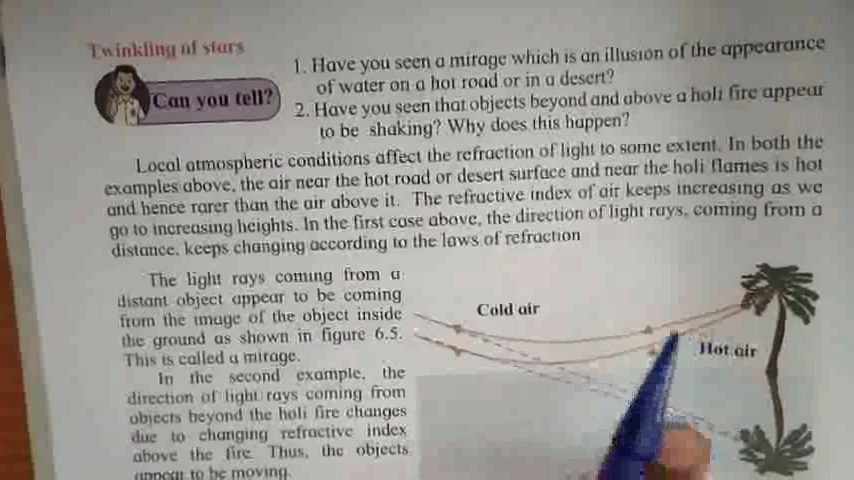 Twinkling of stars
Can you tell?
1. Have you seen a mirage which is an illusion of the appearance
of water on a hot road or in a desert?
2. Have you seen that objects beyond and above a holi fire appear
to be shaking? Why does this happen?
Local atmospheric conditions affect the refraction of light to some extent. In both the
examples above, the air near the hot road or desert surface and near the holi flames is hot
and hence rarer than the air above it. The refractive index of air keeps increasing as we
go to increasing heights. In the first case above, the direction of light rays, coming from a
distance, keeps changing according to the laws of refraction
The light rays coming from a
distant object appear to be coming
from the image of the object inside
the ground as shown in figure 6.5.
This is called a mirage.
In the second example, the
direction of light rays coming from
objects beyond the holi fire changes
due to changing refractive index
above the fire. Thus, the objects
appear to be moving.
Cold air
Hot air